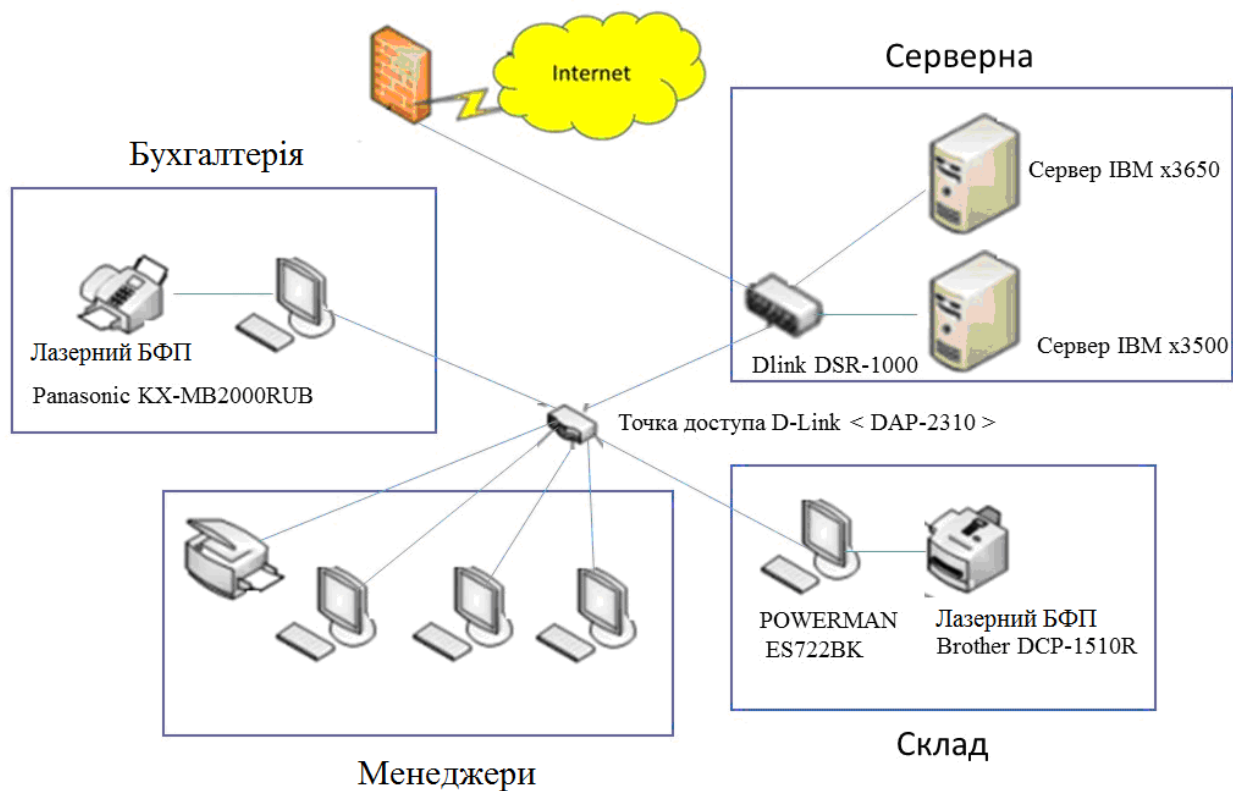 Internet
Серверна
Бухгалтерія
Сервер IBM x3650
Лазерний БФП
Panasonic KX-MB2000RUB
Dlink DSR-1000
Сервер IBM x3500
Точка доступа D-Link < DAP-2310 >
POWERMAN
ES722BK
Лазерний БФП
Brother DCP-1510R
Склад
Менеджери